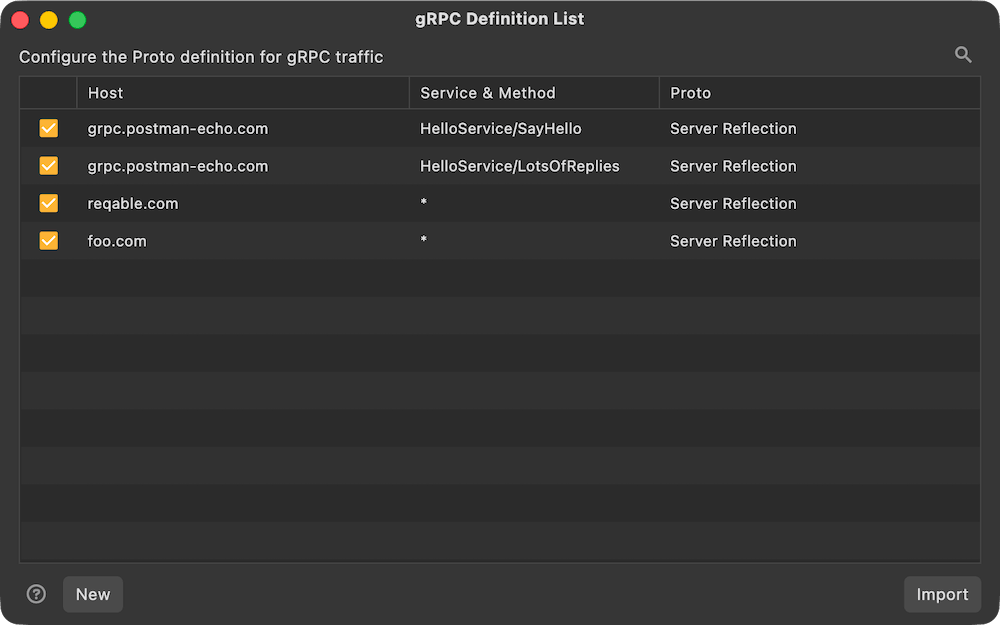 gRPC Definition List
Configure the Proto definition for gRPC traffic
Host Service & Method Proto
grpc.postman-echo.com HelloService/SayHello Server Reflection
grpc.postman-echo.com HelloService/LotsOfReplies Server Reflection
reqable.com * Server Reflection
foo.com * Server Reflection
? New Import